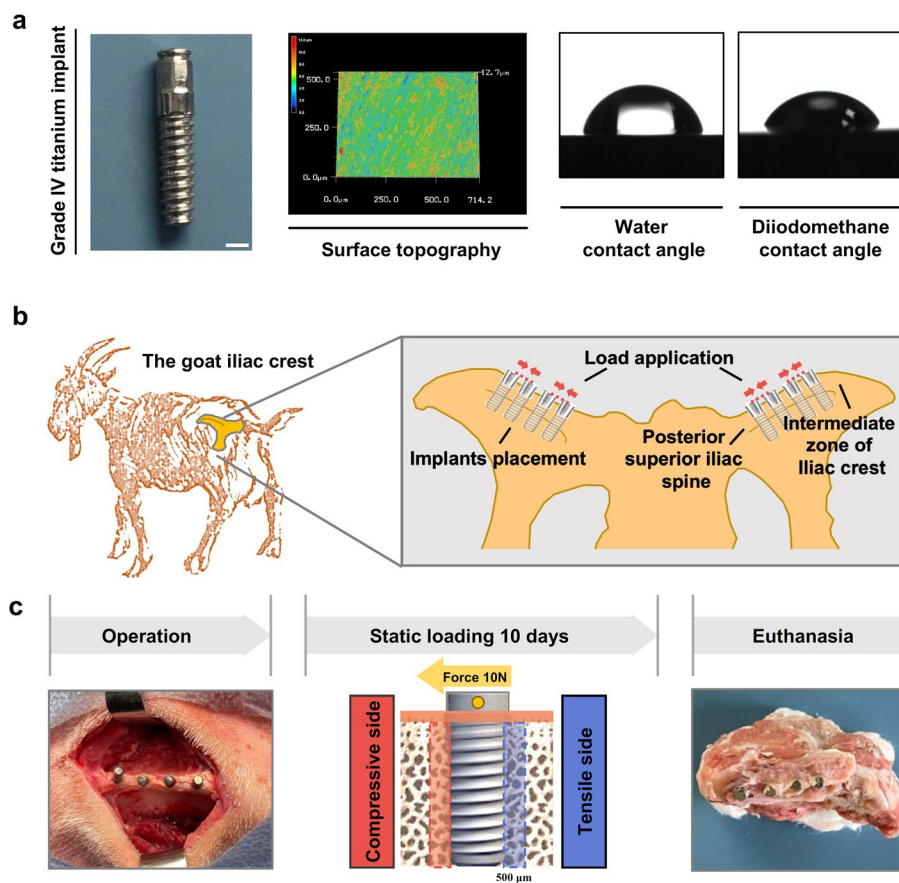 a
Grade IV titanium implant
500.0
250.0
0.0μm
12.7μm
0.0μm
250.0
500.0
714.2
Surface topography
Water
contact angle
Diiodomethane
contact angle
b
The goat iliac crest
Load application
Implants placement
Posterior
superior iliac
spine
Intermediate
zone of
Iliac crest
c
Operation
Static loading 10 days
Euthanasia
Force 10N
Compressive side
Tensile side
500 μm